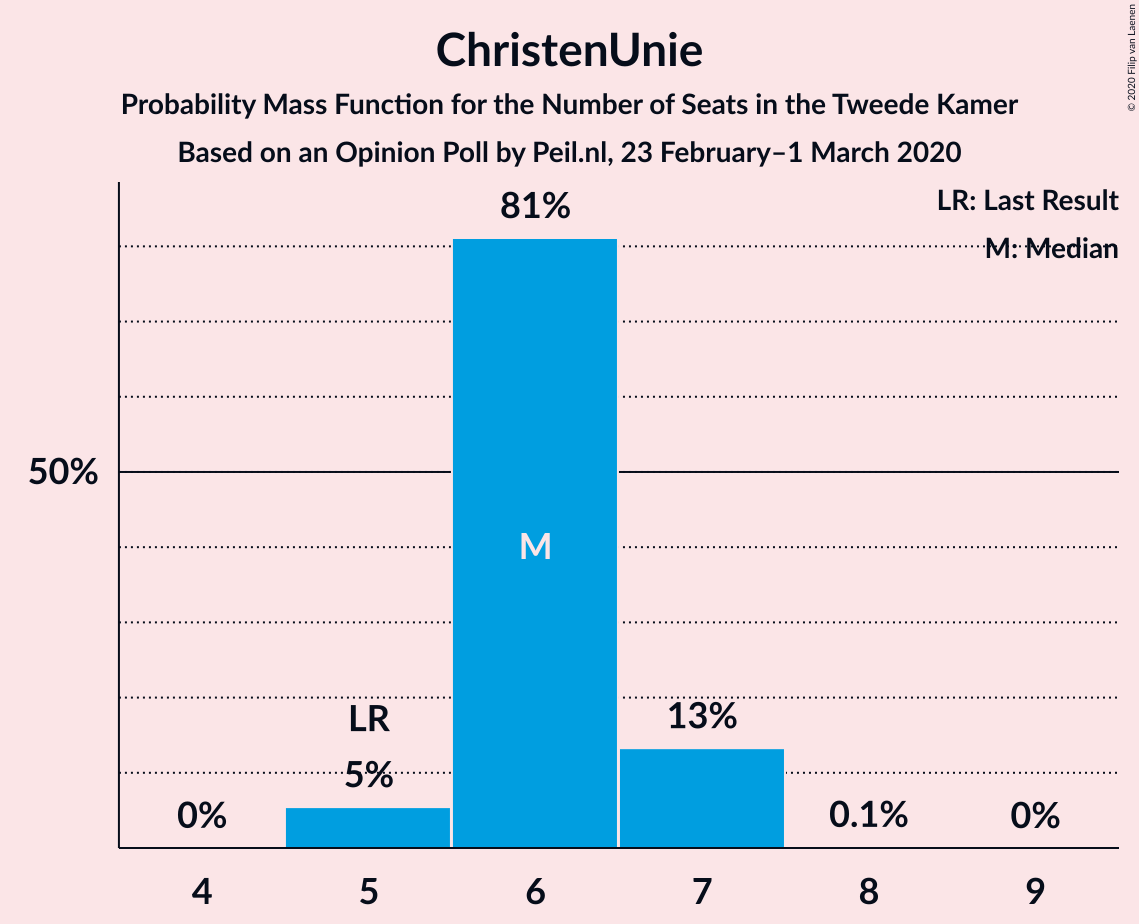 ChristenUnie
Probability Mass Function for the Number of Seats in the Tweede Kamer
Based on an Opinion Poll by Peil.nl, 23 February–1 March 2020
© 2020 Filip van Laenen
LR: Last Result
M: Median
81%
50%
M
LR
13%
5%
0%
0.1%
0%
4 5 6 7 8 9